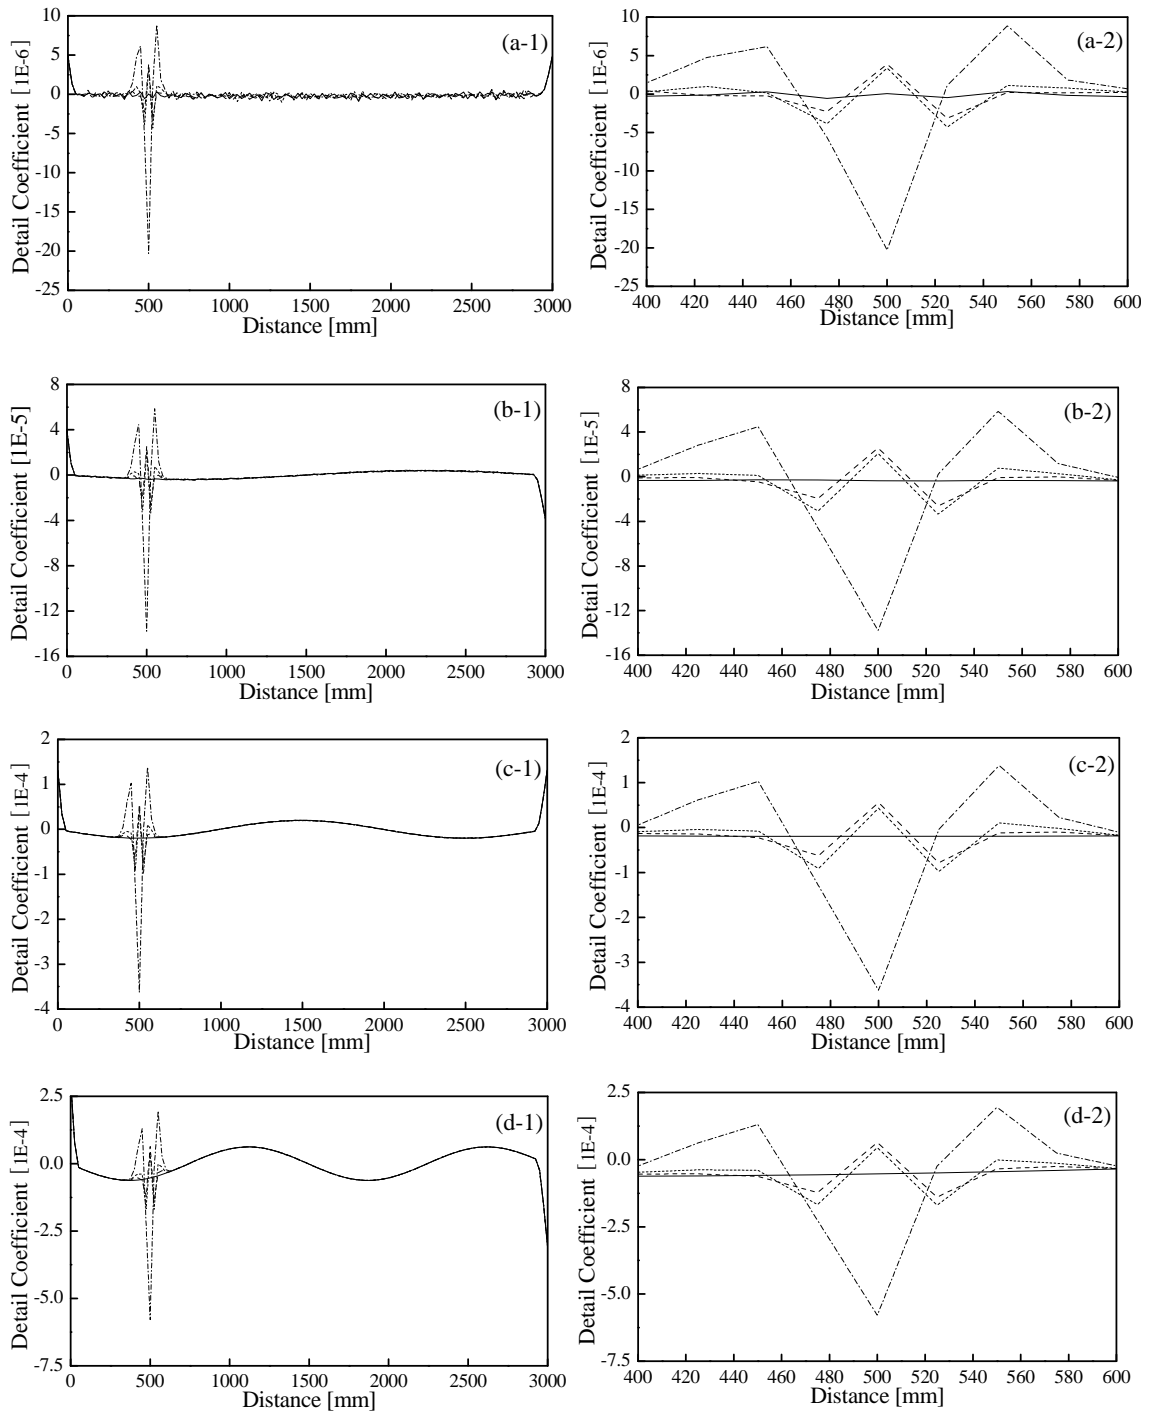 (a-1)
Detail Coefficient [1E-6]
10
5
0
-5
-10
-15
-20
-25
0 500 1000 1500 2000 2500 3000
Distance [mm]
(a-2)
Detail Coefficient [1E-6]
10
5
0
-5
-10
-15
-20
-25
400 420 440 460 480 500 520 540 560 580 600
Distance [mm]
(b-1)
Detail Coefficient [1E-5]
8
4
0
-4
-8
-12
-16
0 500 1000 1500 2000 2500 3000
Distance [mm]
(b-2)
Detail Coefficient [1E-5]
8
4
0
-4
-8
-12
-16
400 420 440 460 480 500 520 540 560 580 600
Distance [mm]
(c-1)
Detail Coefficient [1E-4]
2
1
0
-1
-2
-3
-4
0 500 1000 1500 2000 2500 3000
Distance [mm]
(c-2)
Detail Coefficient [1E-4]
2
1
0
-1
-2
-3
-4
400 420 440 460 480 500 520 540 560 580 600
Distance [mm]
(d-1)
Detail Coefficient [1E-4]
2.5
0.0
-2.5
-5.0
-7.5
0 500 1000 1500 2000 2500 3000
Distance [mm]
(d-2)
Detail Coefficient [1E-4]
2.5
0.0
-2.5
-5.0
-7.5
400 420 440 460 480 500 520 540 560 580 600
Distance [mm]